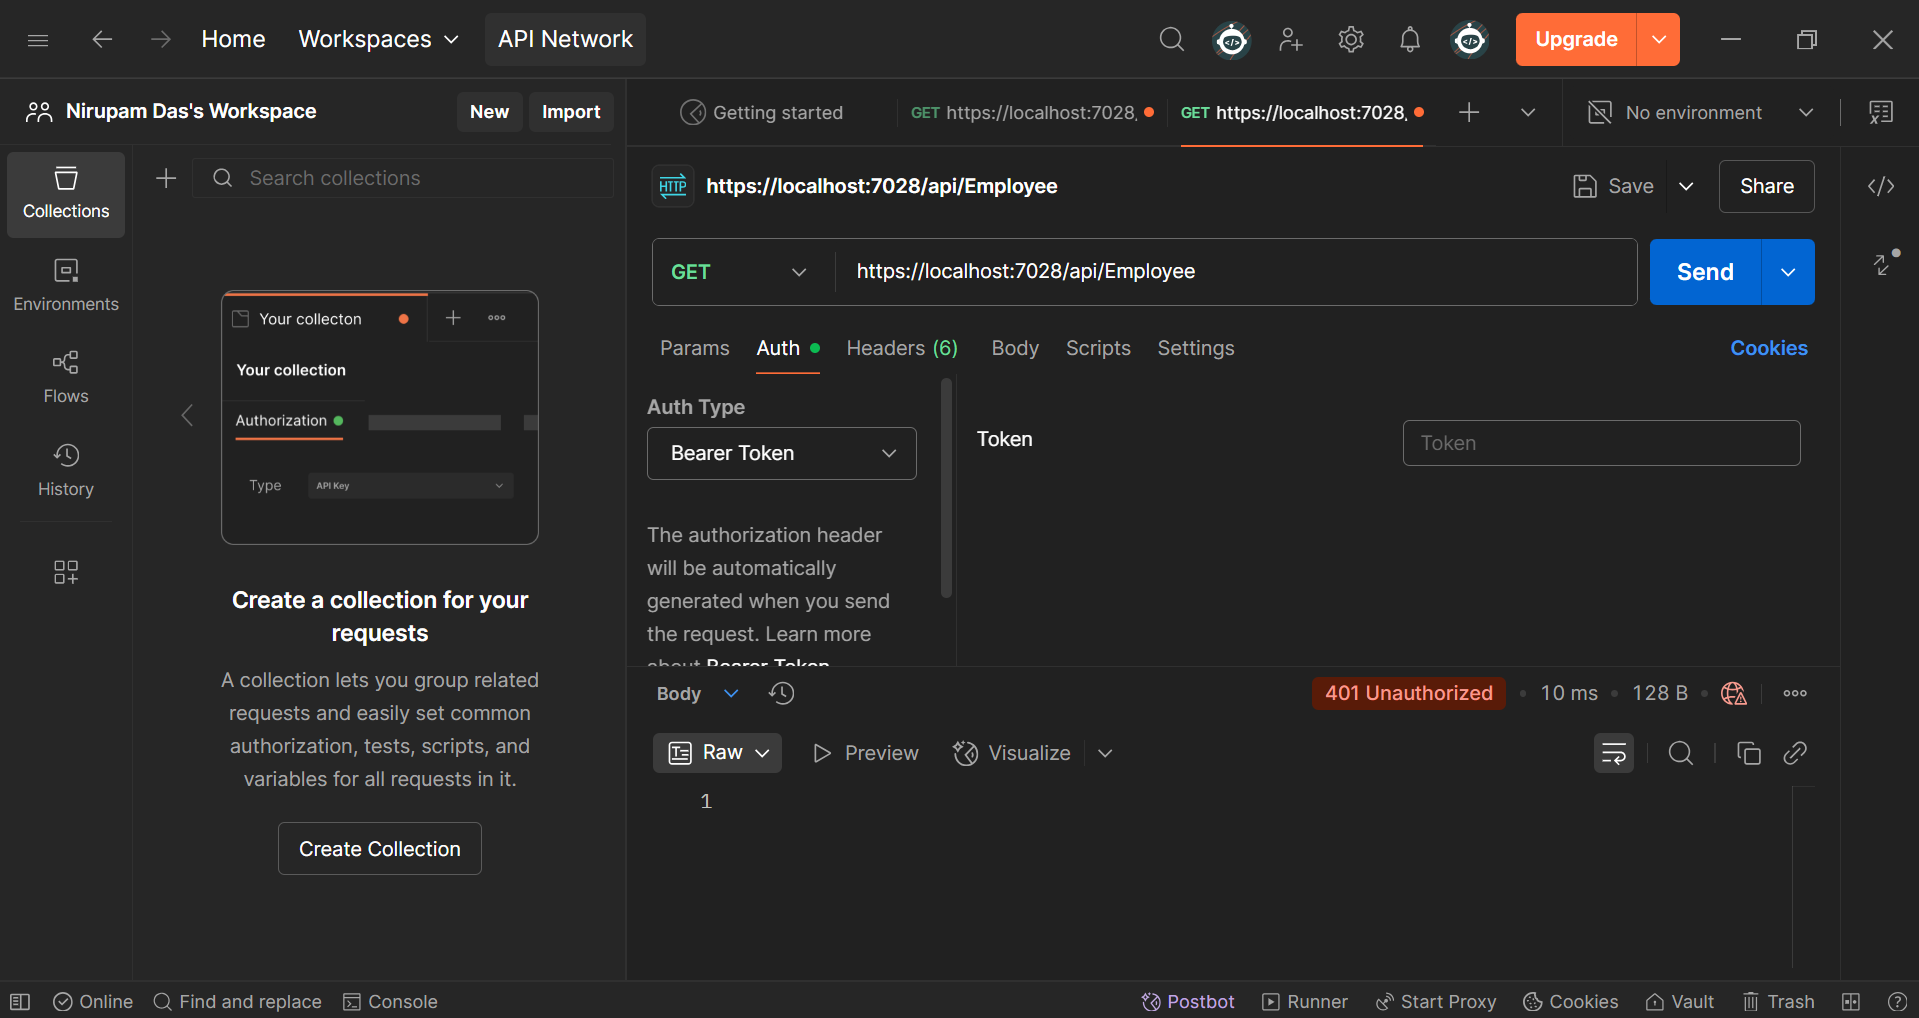 Home
Workspaces
API Network
Upgrade
Nirupam Das's Workspace
New
Import
Getting started
GET https://localhost:7028,
GET https://localhost:7028,
No environment
Collections
Environments
Flows
History
Search collections
Your collecton
Your collection
Authorization
Type
API Key
Create a collection for your
requests
A collection lets you group related
requests and easily set common
authorization, tests, scripts, and
variables for all requests in it.
Create Collection
HTTP
https://localhost:7028/api/Employee
Save
Share
GET
https://localhost:7028/api/Employee
Send
Params
Auth
Headers (6)
Body
Scripts
Settings
Cookies
Auth Type
Bearer Token
The authorization header
will be automatically
generated when you send
the request. Learn more
about Bearer Token
Token
Token
Body
401 Unauthorized
10 ms
128 B
Raw
Preview
Visualize
1
Online
Find and replace
Console
Postbot
Runner
Start Proxy
Cookies
Vault
Trash